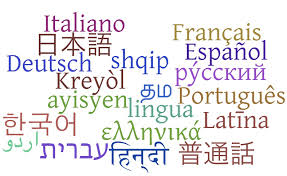 Italiano
Français
日本語
Español
Deutsch
shqip
русский
Kreyòl
தம
Português
ayisyen
lingua
Latīna
한국어
ελληνικά
اردو
עברית
हिन्दी
普通話